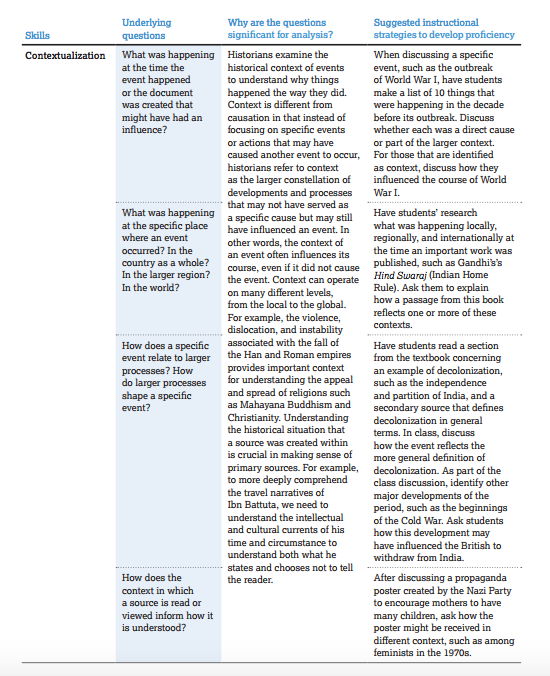 Skills
Underlying
questions
Why are the questions
significant for analysis?
Suggested instructional
strategies to develop proficiency
Contextualization
What was happening
at the time the
event happened
or the document
was created that
might have had an
influence?
What was happening
at the specific place
where an event
occurred? In the
country as a whole?
In the larger region?
In the world?
How does a specific
event relate to larger
processes? How
do larger processes
shape a specific
event?
How does the
context in which
a source is read or
viewed inform how it
is understood?
Historians examine the
historical context of events
to understand why things
happened the way they did.
Context is different from
causation in that instead of
focusing on specific events
or actions that may have
caused another event to occur,
historians refer to context
as the larger constellation of
developments and processes
that may not have served as
a specific cause but may still
have influenced an event. In
other words, the context of
an event often influences its
course, even if it did not cause
the event. Context can operate
on many different levels,
from the local to the global.
For example, the violence,
dislocation, and instability
associated with the fall of
the Han and Roman empires
provides important context
for understanding the appeal
and spread of religions such
as Mahayana Buddhism and
Christianity. Understanding
the historical situation that
a source was created within
is crucial in making sense of
primary sources. For example,
to more deeply comprehend
the travel narratives of
Ibn Battuta, we need to
understand the intellectual
and cultural currents of his
time and circumstance to
understand both what he
states and chooses not to tell
the reader.
When discussing a specific
event, such as the outbreak
of World War I, have students
make a list of 10 things that
were happening in the decade
before its outbreak. Discuss
whether each was a direct cause
or part of the larger context.
For those that are identified
as context, discuss how they
influenced the course of World
War I.
Have students' research
what was happening locally,
regionally, and internationally at
the time an important work was
published, such as Gandhi's's
Hind Swaraj (Indian Home
Rule). Ask them to explain
how a passage from this book
reflects one or more of these
contexts.
Have students read a section
from the textbook concerning
an example of decolonization,
such as the independence
and partition of India, and a
secondary source that defines
decolonization in general
terms. In class, discuss
how the event reflects the
more general definition of
decolonization. As part of the
class discussion, identify other
major developments of the
period, such as the beginnings
of the Cold War. Ask students
how this development may
have influenced the British to
withdraw from India.
After discussing a propaganda
poster created by the Nazi Party
to encourage mothers to have
many children, ask how the
poster might be received in
different context, such as among
feminists in the 1970s.